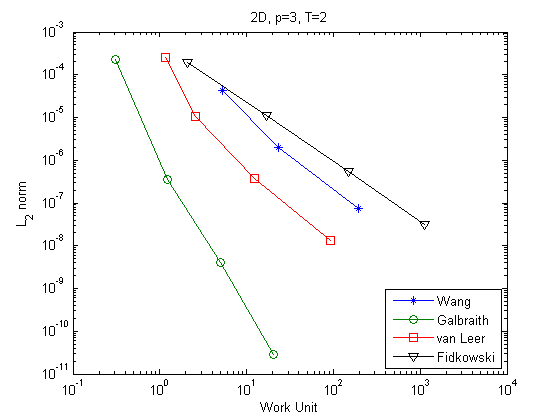 2D, p=3, T=2
10^-3
10^-4
10^-5
10^-6
10^-7
10^-8
10^-9
10^-10
10^-11
L_2 norm
10^-1
10^0
10^1
10^2
10^3
10^4
Work Unit
Wang
Galbraith
van Leer
Fidkowski